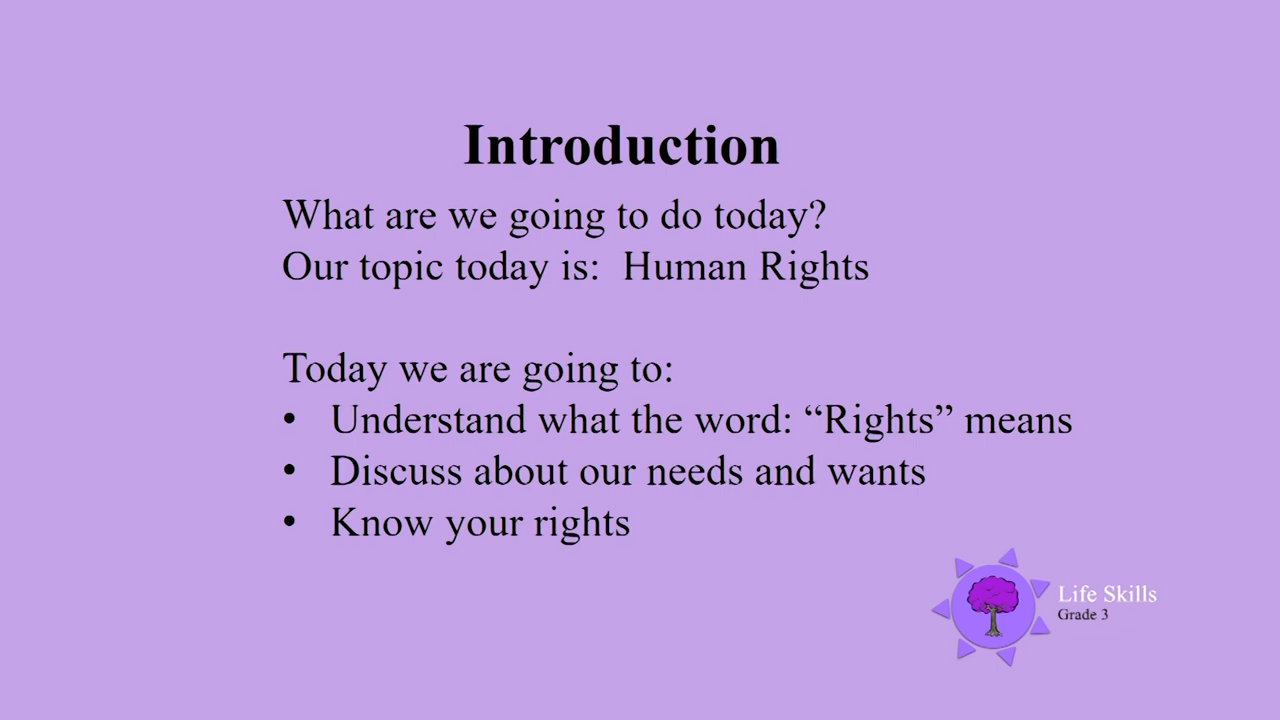 Introduction
What are we going to do today?
Our topic today is:  Human Rights
Today we are going to:
• Understand what the word: “Rights” means
• Discuss about our needs and wants
• Know your rights
Life Skills
Grade 3